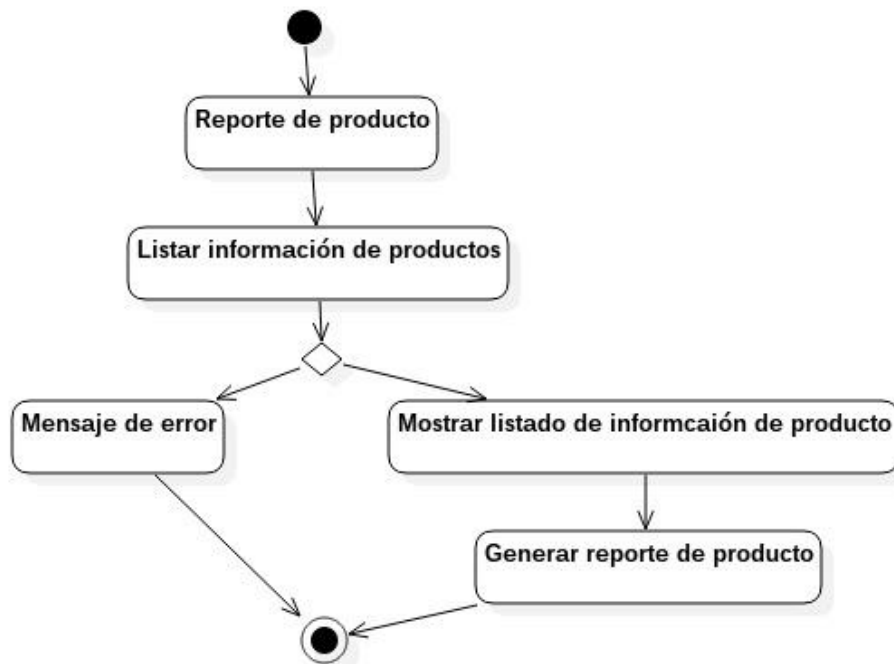 Reporte de producto
Listar información de productos
Mensaje de error
Mostrar listado de informcaión de producto
Generar reporte de producto